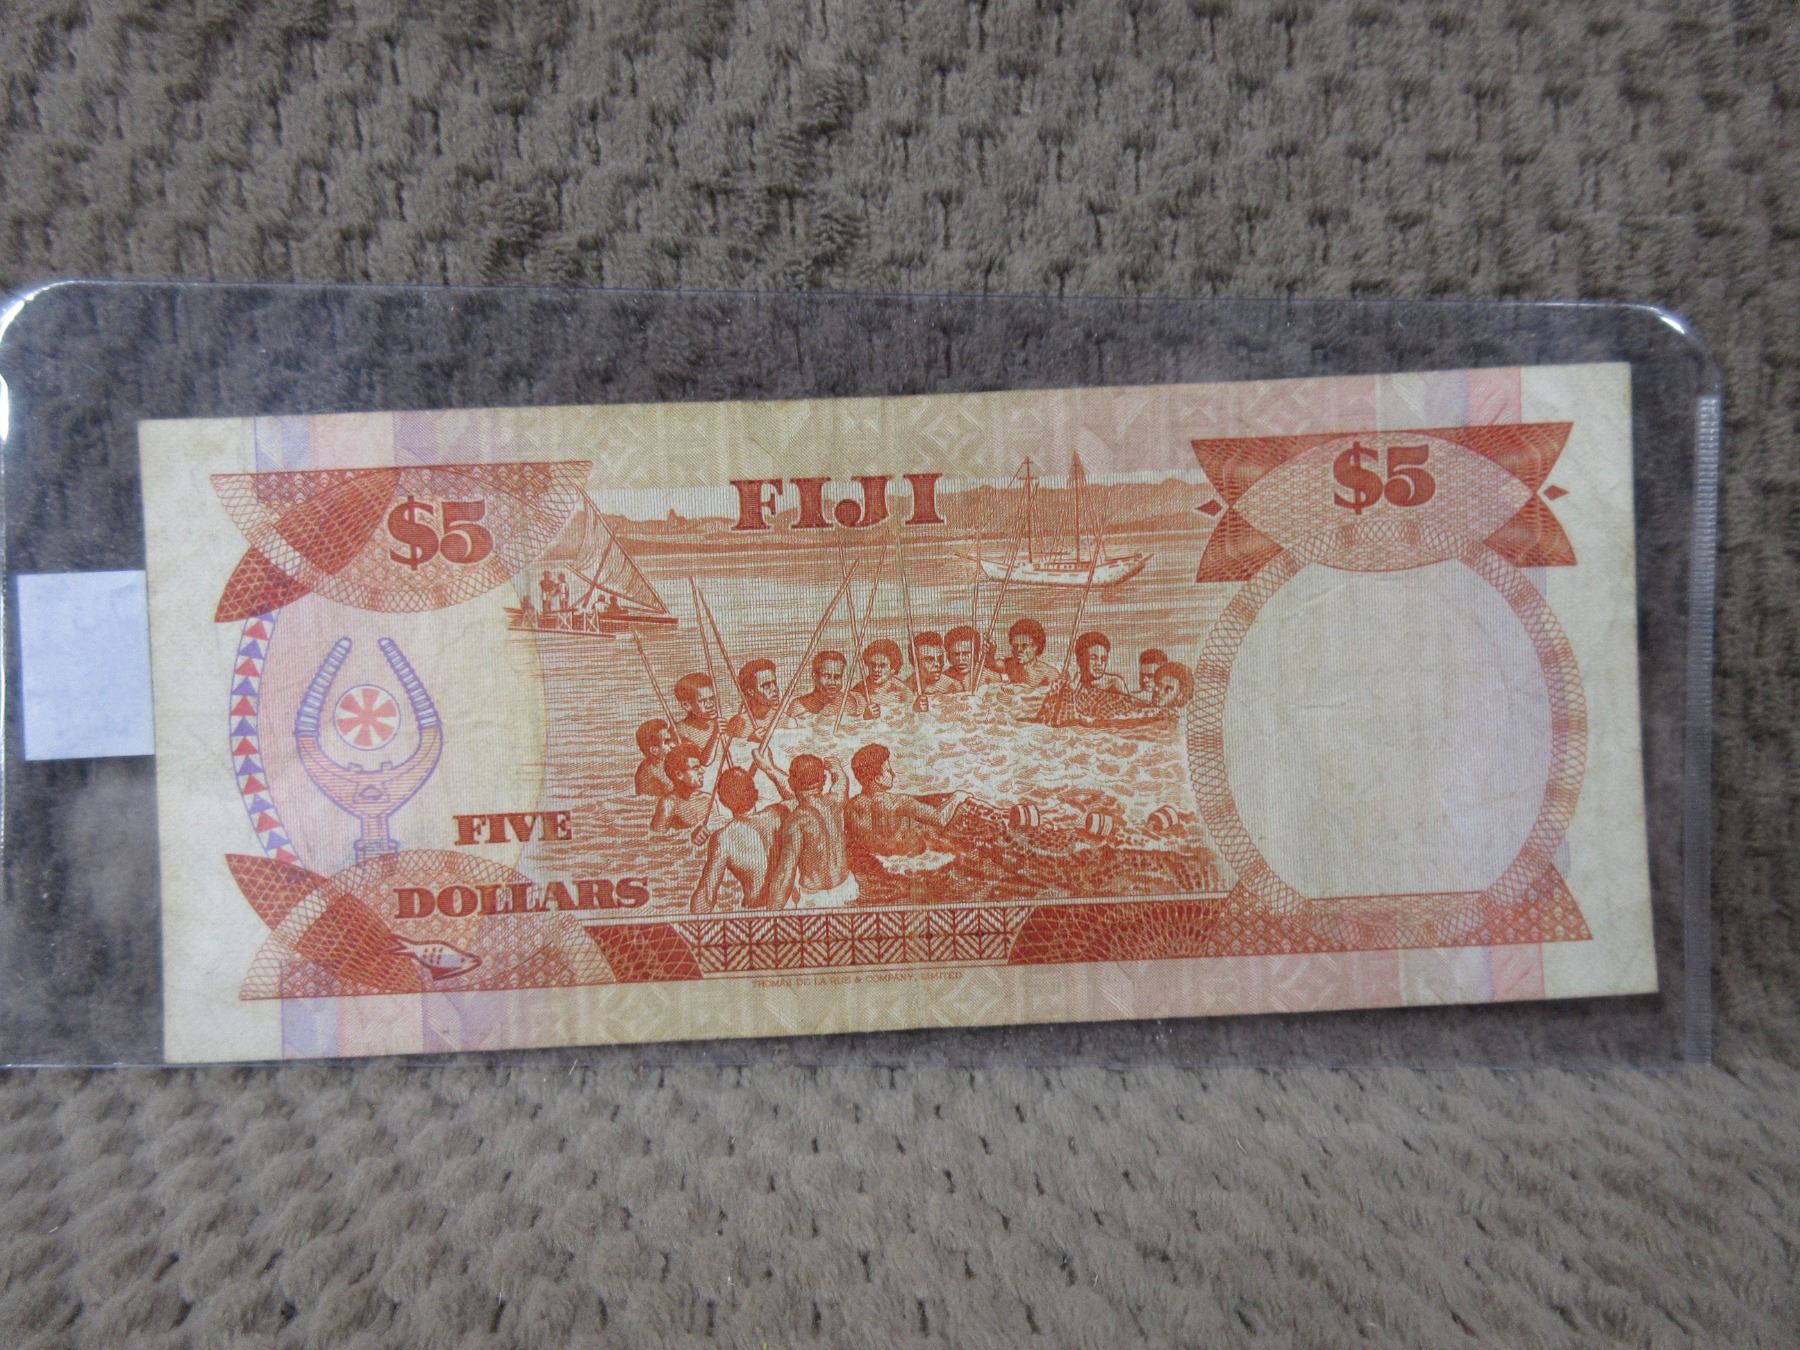 $5
FIJI
$5
FIVE
DOLLARS
THOMAS DE LA RUE & COMPANY, LIMITED